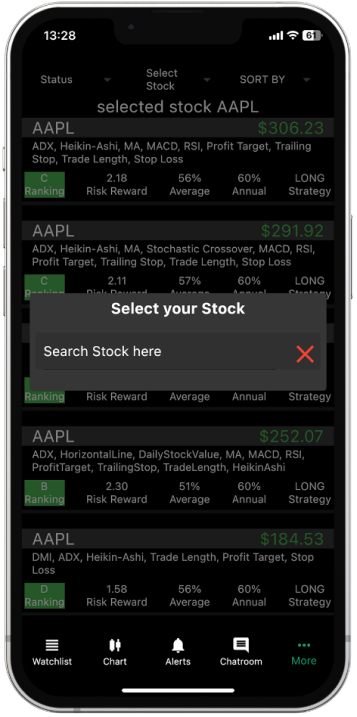 13:28
61
Status
Select
Stock
SORT BY
selected stock AAPL
AAPL $306.23
ADX, Heikin-Ashi, MA, MACD, RSI, Profit Target, Trailing
Stop, Trade Length, Stop Loss
C 2.18 56% 60% LONG
Ranking Risk Reward Average Annual Strategy
AAPL $291.92
ADX, Heikin-Ashi, MA, Stochastic Crossover, MACD, RSI,
Profit Target, Trailing Stop, Trade Length, Stop Loss
C 2.11 57% 60% LONG
Ranking Risk Reward Average Annual Strategy
Select your Stock
Search Stock here
Ranking Risk Reward Average Annual Strategy
AAPL $252.07
ADX, HorizontalLine, DailyStockValue, MA, MACD, RSI,
ProfitTarget, TrailingStop, TradeLength, HeikinAshi
B 2.30 51% 60% LONG
Ranking Risk Reward Average Annual Strategy
AAPL $184.53
DMI, ADX, Heikin-Ashi, Trade Length, Profit Target, Stop
Loss
D 1.58 56% 60% LONG
Ranking Risk Reward Average Annual Strategy
Watchlist Chart Alerts Chatroom More